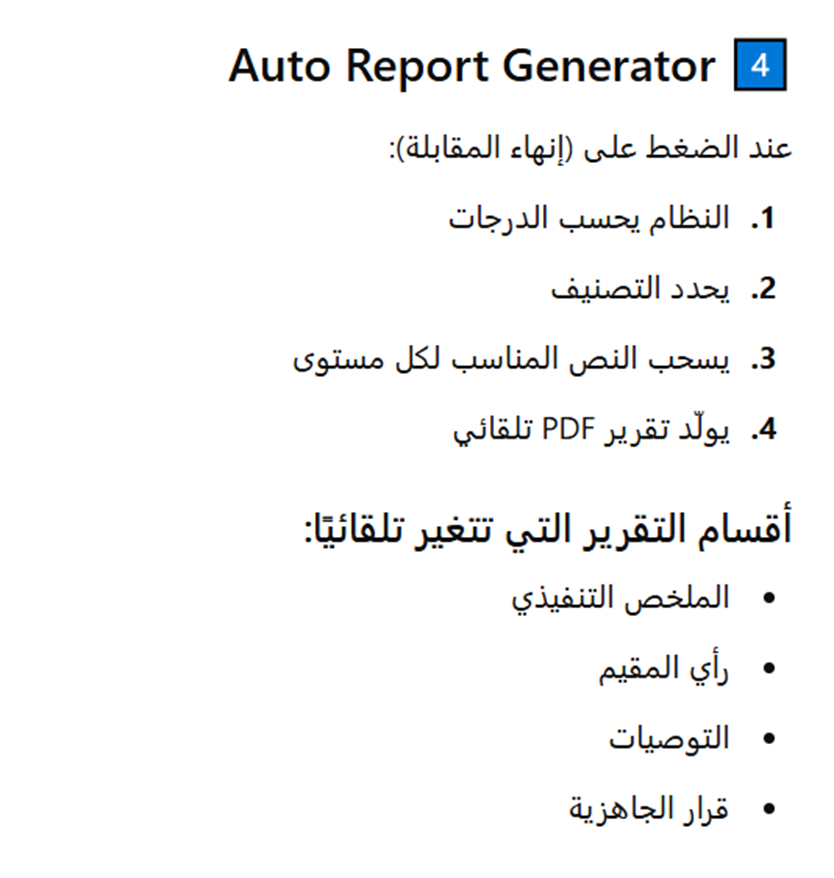 4 Auto Report Generator
عند الضغط على (إنهاء المقابلة):
1. النظام يحسب الدرجات
2. يحدد التصنيف
3. يسحب النص المناسب لكل مستوى
4. يولّد تقرير PDF تلقائي
أقسام التقرير التي تتغير تلقائيًا:
• الملخص التنفيذي
• رأي المقيم
• التوصيات
• قرار الجاهزية